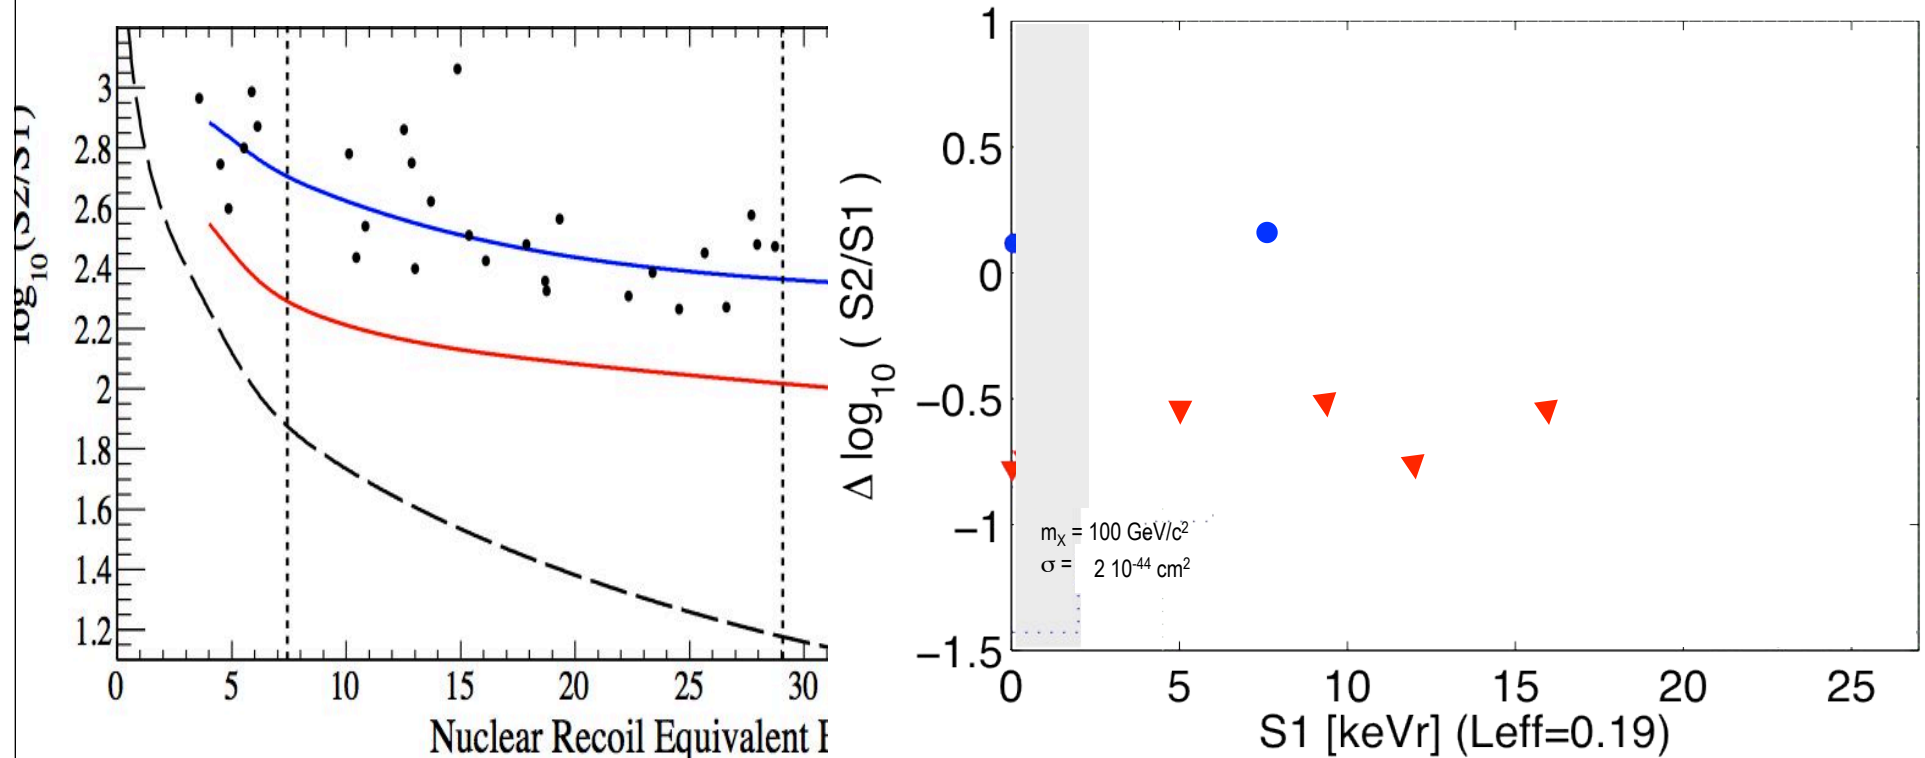 log10(S2/S1)
3
2.8
2.6
2.4
2.2
2
1.8
1.6
1.4
1.2
0 5 10 15 20 25 30
Nuclear Recoil Equivalent
Δ log10 ( S2/S1 )
1
0.5
0
−0.5
−1
−1.5
mX = 100 GeV/c2
σ = 2 10-44 cm2
0 5 10 15 20 25
S1 [keVr] (Leff=0.19)